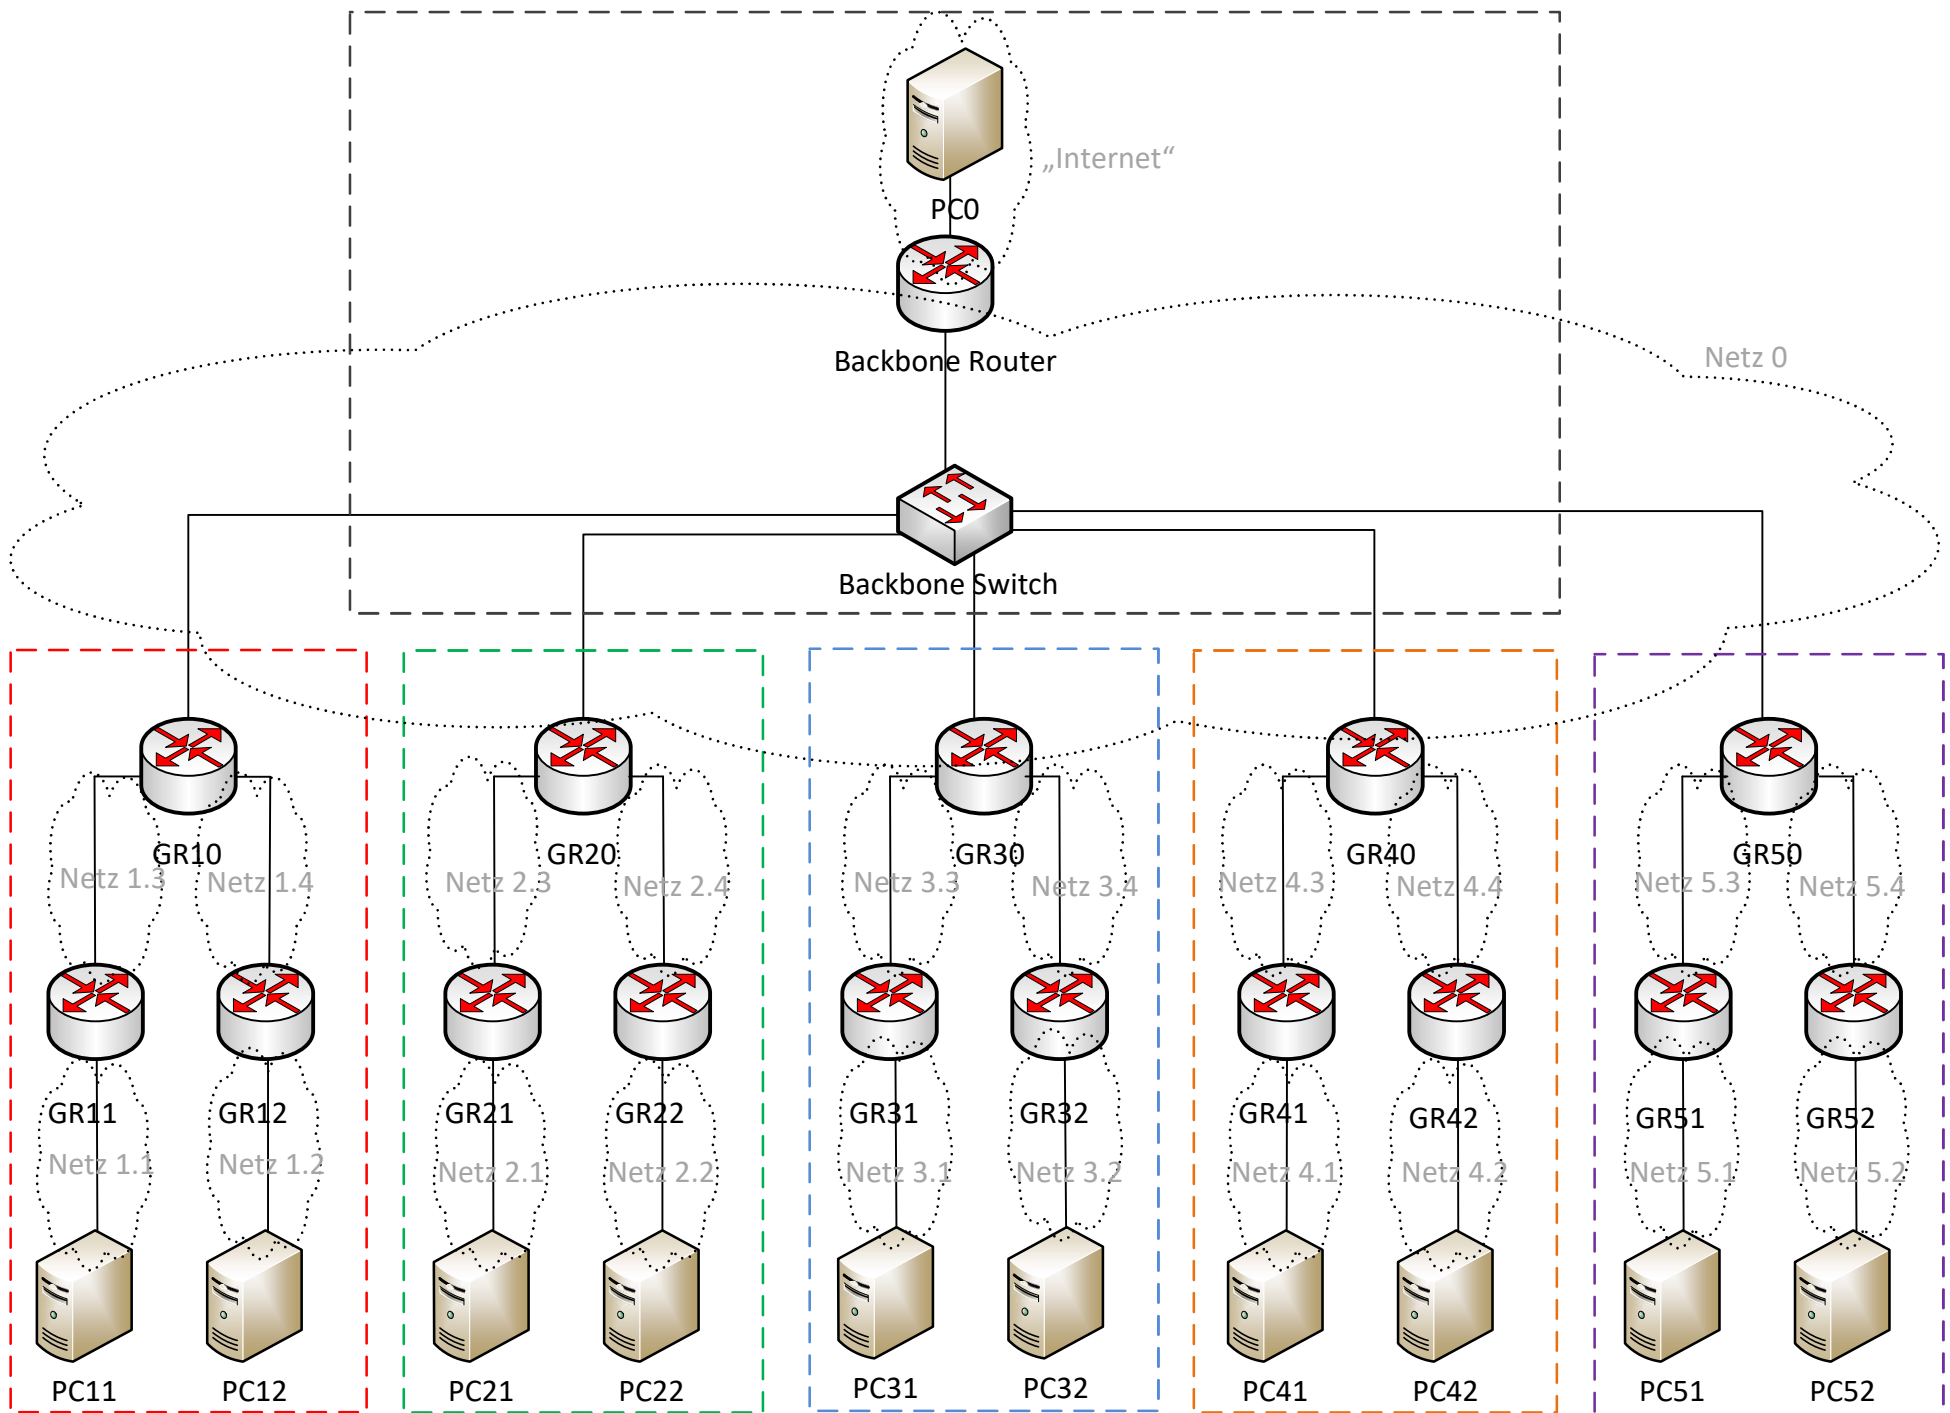 „Internet“
PC0
Backbone Router
Netz 0
Backbone Switch
GR10
GR20
GR30
GR40
GR50
Netz 1.3
Netz 1.4
Netz 2.3
Netz 2.4
Netz 3.3
Netz 3.4
Netz 4.3
Netz 4.4
Netz 5.3
Netz 5.4
GR11
GR12
GR21
GR22
GR31
GR32
GR41
GR42
GR51
GR52
Netz 1.1
Netz 1.2
Netz 2.1
Netz 2.2
Netz 3.1
Netz 3.2
Netz 4.1
Netz 4.2
Netz 5.1
Netz 5.2
PC11
PC12
PC21
PC22
PC31
PC32
PC41
PC42
PC51
PC52